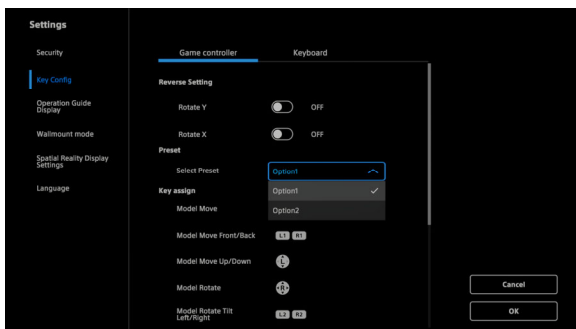 Settings
Security
Key Config
Operation Guide
Display
Wallmount mode
Spatial Reality Display
Settings
Language
Game controller
Keyboard
Reverse Setting
Rotate Y
OFF
Rotate X
OFF
Preset
Select Preset
Option1
Option1
Option2
Key assign
Model Move
Model Move Front/Back
L1 R1
Model Move Up/Down
L
Model Rotate
R
Model Rotate Tilt
Left/Right
L2 R2
Cancel
OK